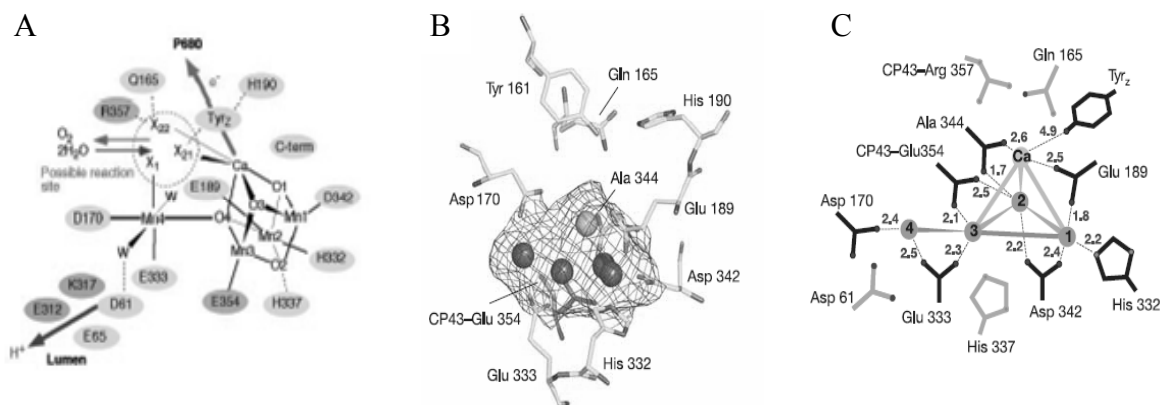 A
P680
e-
Q165
H190
R357
X22
Tyrz
O2
2H2O
X21
Ca
C-term
X1
Possible reaction
site
O1
W
E189
O3
D342
D170
Mn4
O4
Mn1
Mn2
W
Mn3
O2
H332
E333
K317
D61
E354
H337
E312
E65
H+
Lumen
B
Gln 165
Tyr 161
His 190
Ala 344
Asp 170
Glu 189
Asp 342
CP43–Glu 354
His 332
Glu 333
C
Gln 165
CP43–Arg 357
Tyrz
Ala 344
2.6
4.9
CP43–Glu354
Ca
2.5
1.7
Glu 189
2.5
Asp 170
2
2.1
1.8
2.4
4
3
1
2.2
2.5
2.3
2.2
2.4
Asp 61
His 332
Glu 333
Asp 342
His 337